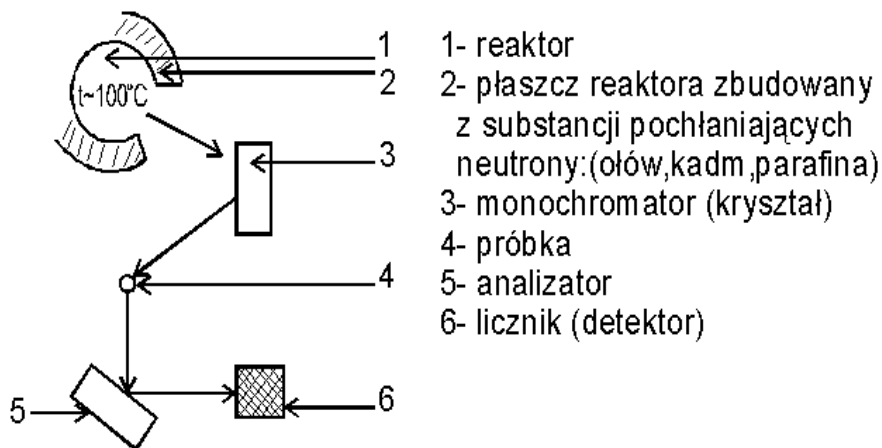 t~100°C
1
2
3
4
5
6
1- reaktor
2- płaszcz reaktora zbudowany
z substancji pochłaniających
neutrony:(ołów,kadm,parafina)
3- monochromator (kryształ)
4- próbka
5- analizator
6- licznik (detektor)